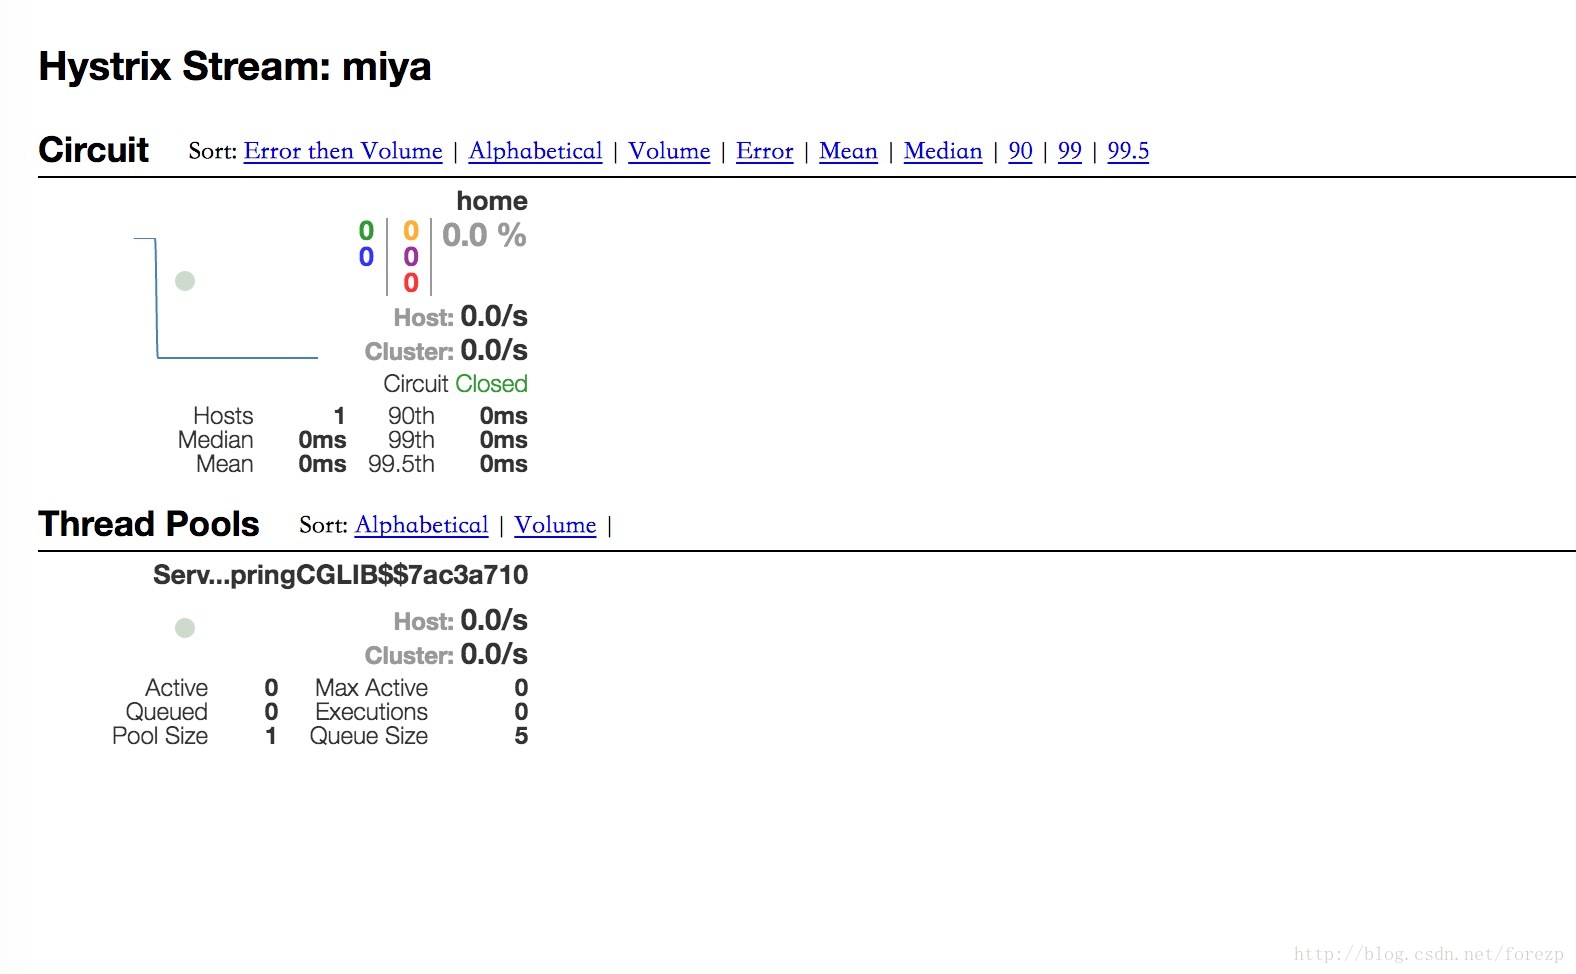 Hystrix Stream: miya
Circuit Sort: Error then Volume | Alphabetical | Volume | Error | Mean | Median | 90 | 99 | 99.5
home
0 | 0 | 0.0 %
0 | 0
0
Host: 0.0/s
Cluster: 0.0/s
Circuit Closed
Hosts 1 90th 0ms
Median 0ms 99th 0ms
Mean 0ms 99.5th 0ms
Thread Pools Sort: Alphabetical | Volume |
Serv...pringCGLIB$$7ac3a710
Host: 0.0/s
Cluster: 0.0/s
Active 0 Max Active 0
Queued 0 Executions 0
Pool Size 1 Queue Size 5
http://blog.csdn.net/forezp